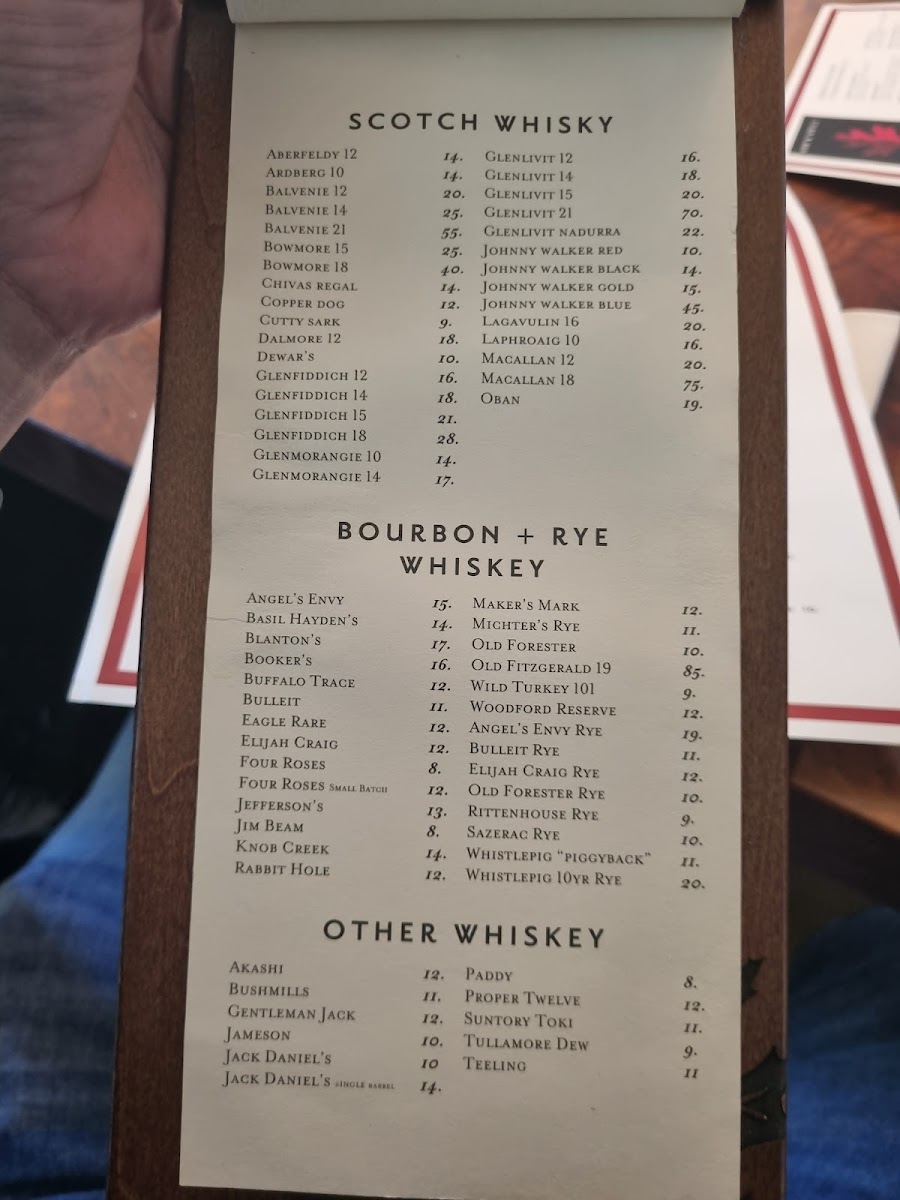 SCOTCH WHISKY
ABERFELDY 12 14.
ARDBERG 10 14.
BALVENIE 12 20.
BALVENIE 14 25.
BALVENIE 21 55.
BOWMORE 15 25.
BOWMORE 18 40.
CHIVAS REGAL 14.
COPPER DOG 12.
CUTTY SARK 9.
DALMORE 12 18.
DEWAR'S 10.
GLENFIDDICH 12 16.
GLENFIDDICH 14 18.
GLENFIDDICH 15 21.
GLENFIDDICH 18 28.
GLENMORANGIE 10 14.
GLENMORANGIE 14 17.
GLENLIVIT 12 16.
GLENLIVIT 14 18.
GLENLIVIT 15 20.
GLENLIVIT 21 70.
GLENLIVIT NADURRA 22.
JOHNNY WALKER RED 10.
JOHNNY WALKER BLACK 14.
JOHNNY WALKER GOLD 15.
JOHNNY WALKER BLUE 45.
LAGAVULIN 16 20.
LAPHROAIG 10 16.
MACALLAN 12 20.
MACALLAN 18 75.
OBAN 19.
BOURBON + RYE
WHISKEY
ANGEL'S ENVY 15.
BASIL HAYDEN'S 14.
BLANTON'S 17.
BOOKER'S 16.
BUFFALO TRACE 12.
BULLEIT 11.
EAGLE RARE 12.
ELIJAH CRAIG 12.
FOUR ROSES 8.
FOUR ROSES SMALL BATCH 12.
JEFFERSON'S 13.
JIM BEAM 8.
KNOB CREEK 14.
RABBIT HOLE 12.
MAKER'S MARK 12.
MICHTER'S RYE 11.
OLD FORESTER 10.
OLD FITZGERALD 19 85.
WILD TURKEY 101 9.
WOODFORD RESERVE 12.
ANGEL'S ENVY RYE 19.
BULLEIT RYE 11.
ELIJAH CRAIG RYE 12.
OLD FORESTER RYE 10.
RITTENHOUSE RYE 9.
SAZERAC RYE 10.
WHISTLEPIG "PIGGYBACK" 11.
WHISTLEPIG 10YR RYE 20.
OTHER WHISKEY
AKASHI 12.
BUSHMILLS 11.
GENTLEMAN JACK 12.
JAMESON 10.
JACK DANIEL'S 10
JACK DANIEL'S SINGLE BARREL 14.
PADDY 8.
PROPER TWELVE 12.
SUNTORY TOKI 11.
TULLAMORE DEW 9.
TEELING 11